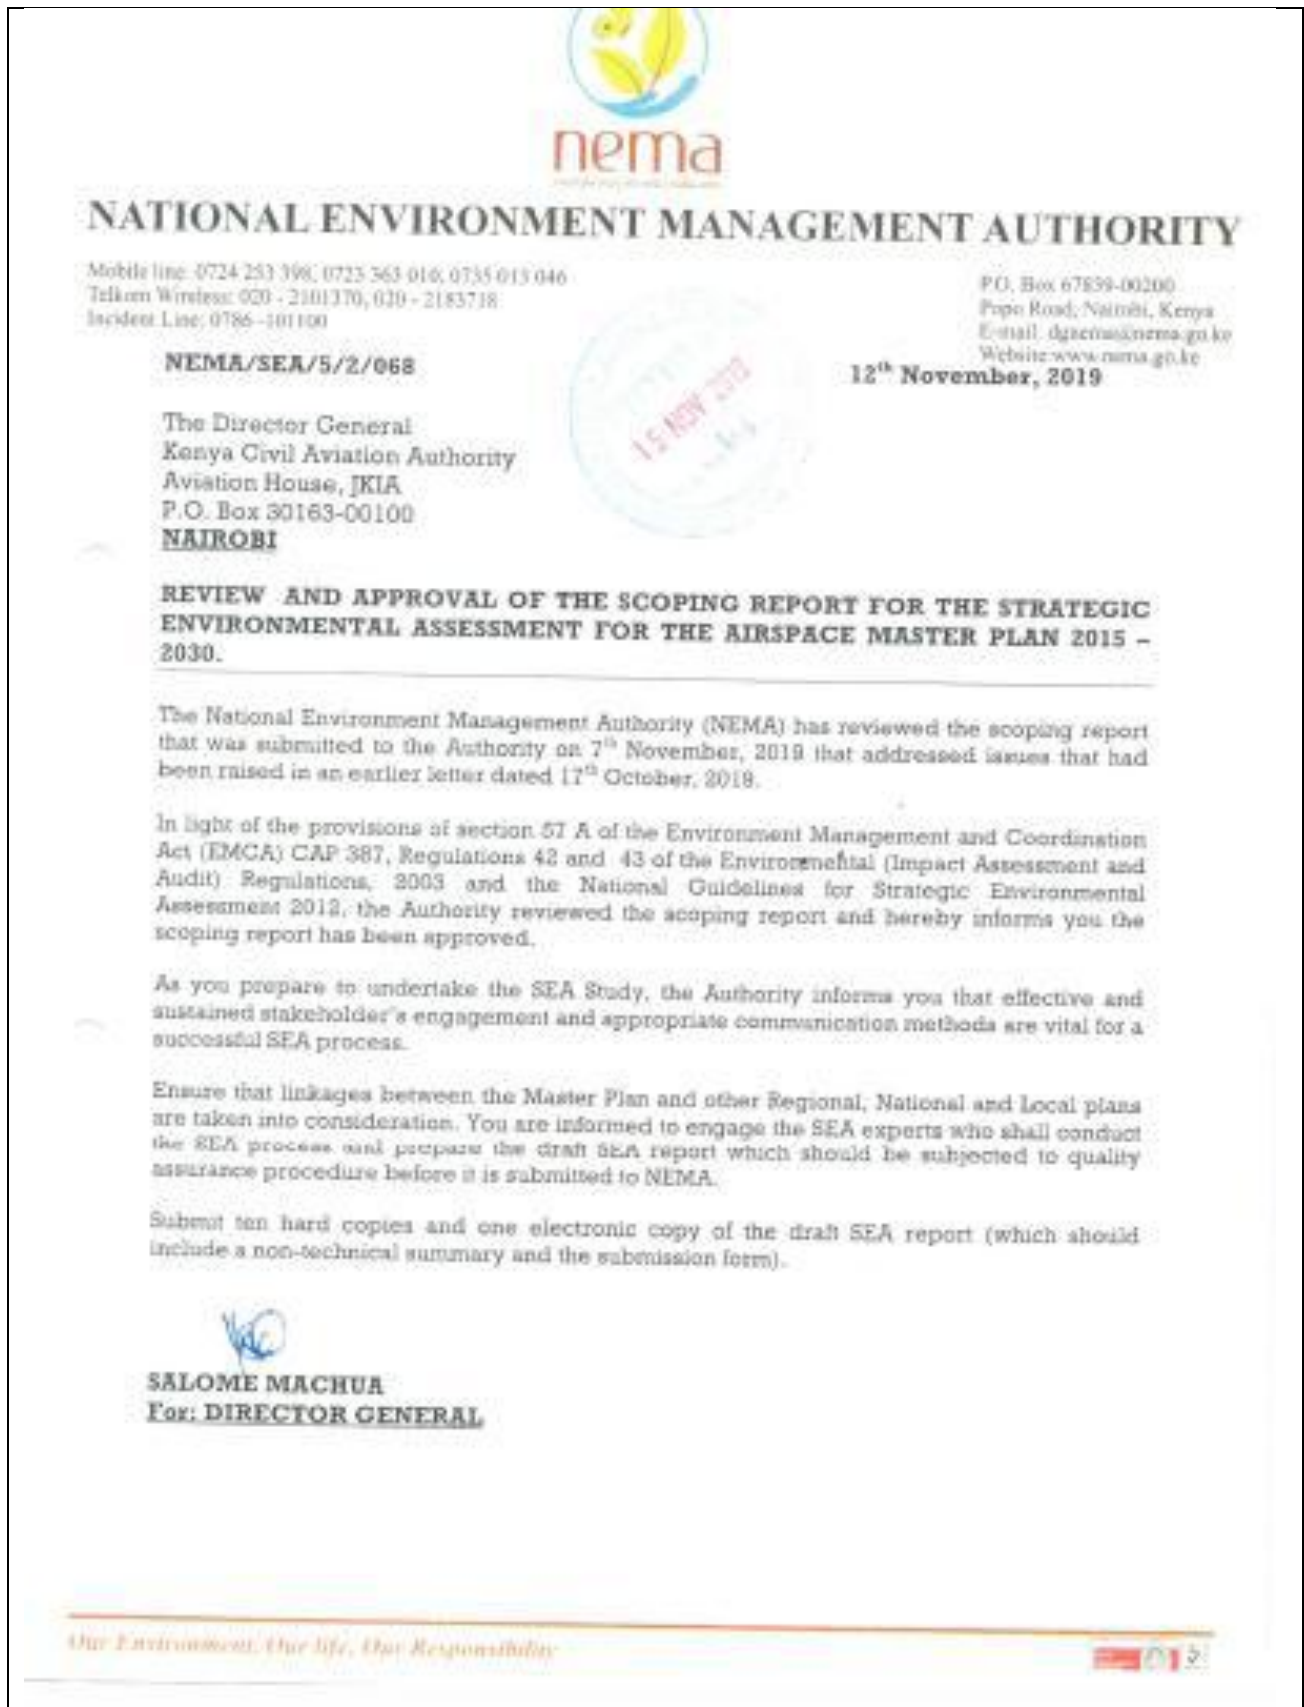 nema
NATIONAL ENVIRONMENT MANAGEMENT AUTHORITY
Mobile line: 0724 253 398, 0723 363 010, 0735 013 046
Telkom Wireless: 020 - 2101370, 020 - 2183718
Incident Line: 0786 -101100
P.O. Box 67839-00200
Popo Road, Nairobi, Kenya
E-mail: dgnema@nema.go.ke
Website:www.nema.go.ke
NEMA/SEA/5/2/068
12th November, 2019
15 NOV
The Director General
Kenya Civil Aviation Authority
Aviation House, JKIA
P.O. Box 30163-00100
NAIROBI
REVIEW AND APPROVAL OF THE SCOPING REPORT FOR THE STRATEGIC
ENVIRONMENTAL ASSESSMENT FOR THE AIRSPACE MASTER PLAN 2015 –
2030.
The National Environment Management Authority (NEMA) has reviewed the scoping report
that was submitted to the Authority on 7th November, 2019 that addressed issues that had
been raised in an earlier letter dated 17th October, 2019.
In light of the provisions of section 57 A of the Environment Management and Coordination
Act (EMCA) CAP 387, Regulations 42 and 43 of the (Impact Assessment and
Audit) Regulations, 2003 and the National Guidelines for Strategic Environmental
Assessment 2012, the Authority reviewed the scoping report and hereby informs you the
scoping report has been approved.
As you prepare to undertake the SEA Study, the Authority informs you that effective and
sustained stakeholder's engagement and appropriate communication methods are vital for a
successful SEA process.
Ensure that linkages between the Master Plan and other Regional, National and Local plans
are taken into consideration. You are informed to engage the SEA experts who shall conduct
the SEA process and prepare the draft SEA report which should be subjected to quality
assurance procedure before it is submitted to NEMA.
Submit ten hard copies and one electronic copy of the draft SEA report (which should
include a non-technical summary and the submission form).
SALOME MACHUA
For: DIRECTOR GENERAL
Our Environment, Our life, Our Responsibility